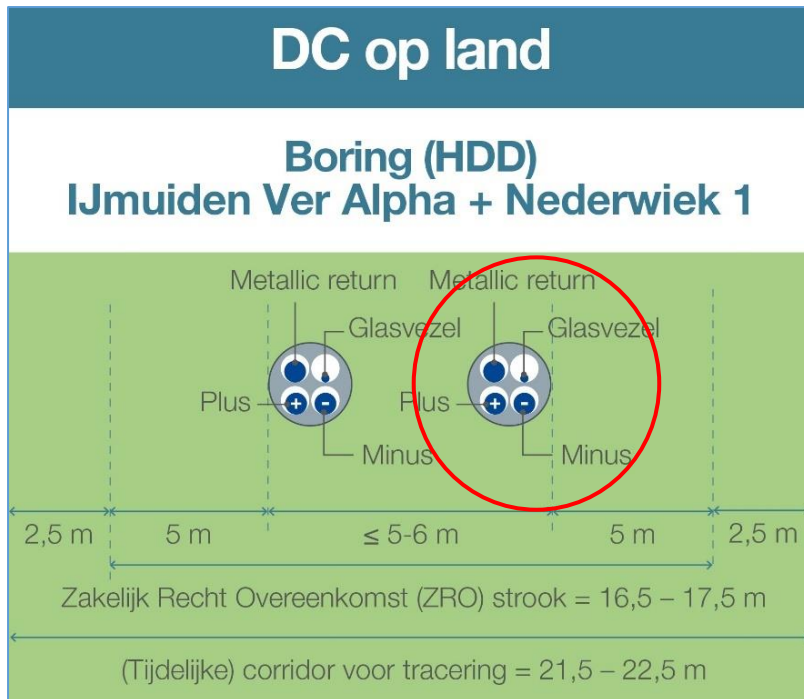 DC op land
Boring (HDD)
IJmuiden Ver Alpha + Nederwiek 1
Metallic return Metallic return
Glasvezel Glasvezel
Plus + - Plus + -
Minus Minus
2,5 m 5 m ≤ 5-6 m 5 m 2,5 m
Zakelijk Recht Overeenkomst (ZRO) strook = 16,5 – 17,5 m
(Tijdelijke) corridor voor tracering = 21,5 – 22,5 m